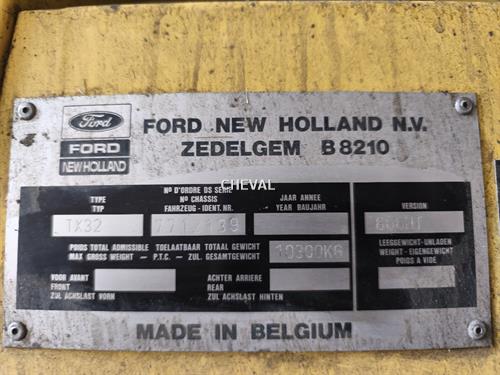 Ford
FORD
NEW HOLLAND
FORD NEW HOLLAND N.V.
ZEDELGEM B8210
CHEVAL
TYPE
TYP
TX32
Nº D'ORDRE DS SERIE
Nº CHASSIS
FAHRZEUG - IDENT. NR.
JAAR ANNEE
YEAR BAUJAHR
VERSION
POIDS TOTAL ADMISSIBLE TOELAATBAAR TOTAAL GEWICHT
MAX GROSS WEIGHT - P.T.C. - ZUL. GESAMTGEWICHT
10300KG
LEEGGEWICHT-UNLADEN
WEIGHT-EIGENGEWICHT
POIDS A VIDE
VOOR AVANT
FRONT
ZUL ACHSLAST VORN
ACHTER ARRIERE
REAR
ZUL ACHSLAST HINTEN
MADE IN BELGIUM